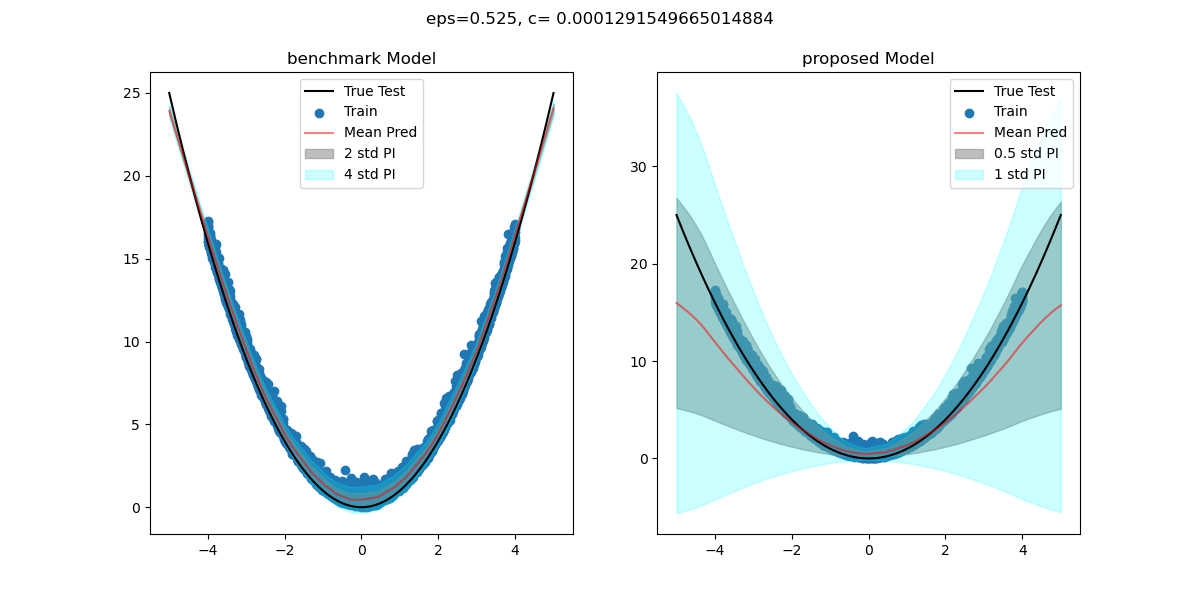 eps=0.525, c= 0.0001291549665014884
benchmark Model
True Test
Train
Mean Pred
2 std PI
4 std PI
25
20
15
10
5
0
−4
−2
0
2
4
proposed Model
True Test
Train
Mean Pred
0.5 std PI
1 std PI
30
20
10
0
−4
−2
0
2
4